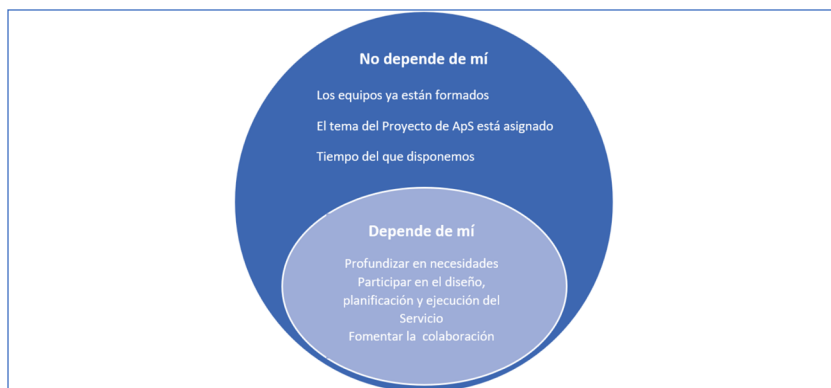 No depende de mí
Los equipos ya están formados
El tema del Proyecto de ApS está asignado
Tiempo del que disponemos
Depende de mí
Profundizar en necesidades
Participar en el diseño,
planificación y ejecución del
Servicio
Fomentar la colaboración